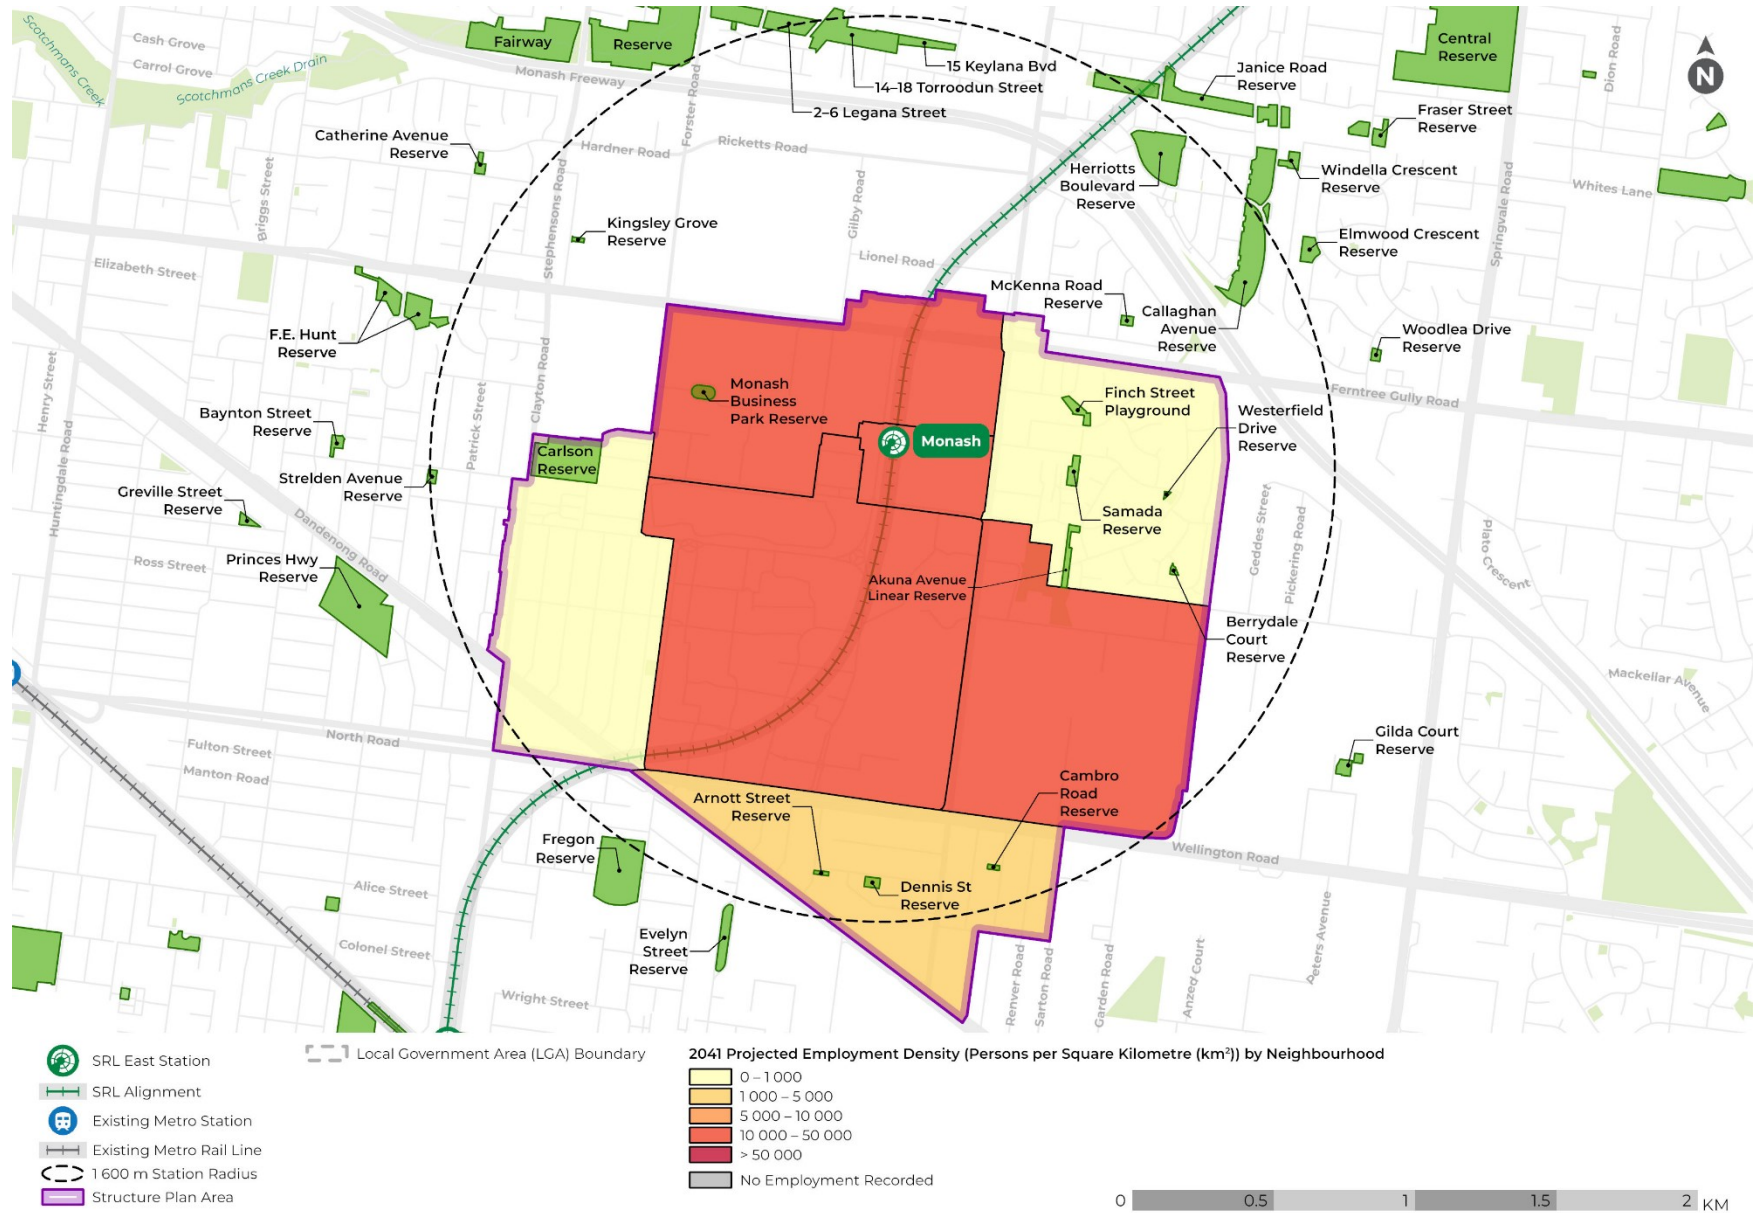 Scotchmans Creek
Cash Grove
Carrol Grove
Scotchmans Creek Drain
Fairway
Reserve
Monash Freeway
Forster Road
15 Keylana Bvd
14–18 Torroodun Street
2–6 Legana Street
Janice Road
Reserve
Central
Reserve
Dion Road
N
Fraser Street
Reserve
Catherine Avenue
Reserve
Hardner Road
Ricketts Road
Herriotts
Boulevard
Reserve
Windella Crescent
Reserve
Whites Lane
Briggs Street
Stephensons Road
Gilby Road
Springvale Road
Kingsley Grove
Reserve
Elmwood Crescent
Reserve
Elizabeth Street
Lionel Road
McKenna Road
Reserve
Callaghan
Avenue
Reserve
Woodlea Drive
Reserve
F.E. Hunt
Reserve
Henry Street
Clayton Road
Patrick Street
Monash
Business
Park Reserve
Finch Street
Playground
Ferntree Gully Road
Westerfield
Drive
Reserve
Baynton Street
Reserve
Monash
Carlson
Reserve
Strelden Avenue
Reserve
Huntingdale Road
Greville Street
Reserve
Samada
Reserve
Geddes Street
Pickering Road
Plato Crescent
Dandenong Road
Ross Street
Princes Hwy
Reserve
Akuna Avenue
Linear Reserve
Berrydale
Court
Reserve
Mackellar Avenue
North Road
Fulton Street
Manton Road
Gilda Court
Reserve
Arnott Street
Reserve
Cambro
Road
Reserve
Wellington Road
Fregon
Reserve
Alice Street
Dennis St
Reserve
Peters Avenue
Evelyn
Street
Reserve
Colonel Street
Wright Street
Renver Road
Sarton Road
Garden Road
Anzed Court
SRL East Station
SRL Alignment
Existing Metro Station
Existing Metro Rail Line
1 600 m Station Radius
Structure Plan Area
Local Government Area (LGA) Boundary
2041 Projected Employment Density (Persons per Square Kilometre (km²)) by Neighbourhood
0 – 1 000
1 000 – 5 000
5 000 – 10 000
10 000 – 50 000
> 50 000
No Employment Recorded
0 0.5 1 1.5 2 KM